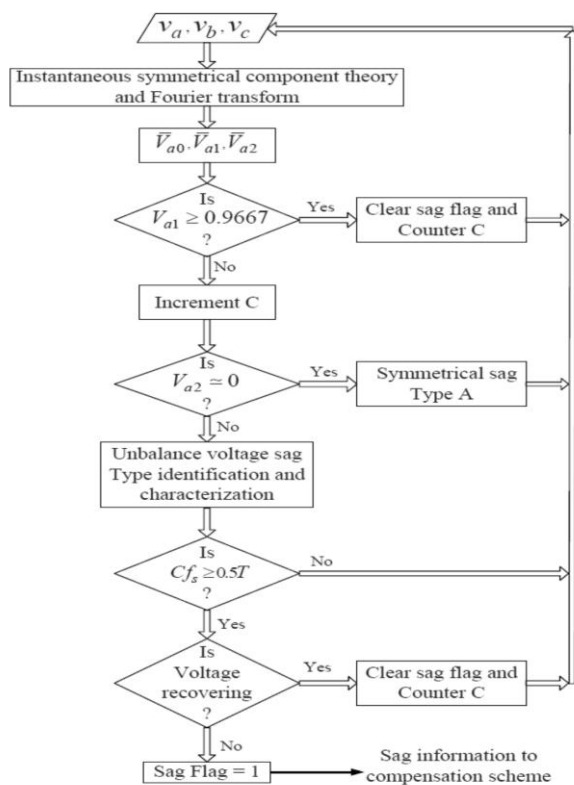 v_a, v_b, v_c
Instantaneous symmetrical component theory
and Fourier transform
V̅_a0, V̅_a1, V̅_a2
Is
V_a1 ≥ 0.9667
?
Yes
Clear sag flag and
Counter C
No
Increment C
Is
V_a2 ≃ 0
?
Yes
Symmetrical sag
Type A
No
Unbalance voltage sag
Type identification and
characterization
Is
Cf_s ≥ 0.5T
?
No
Yes
Is
Voltage
recovering
?
Yes
Clear sag flag and
Counter C
No
Sag Flag = 1
Sag information to
compensation scheme